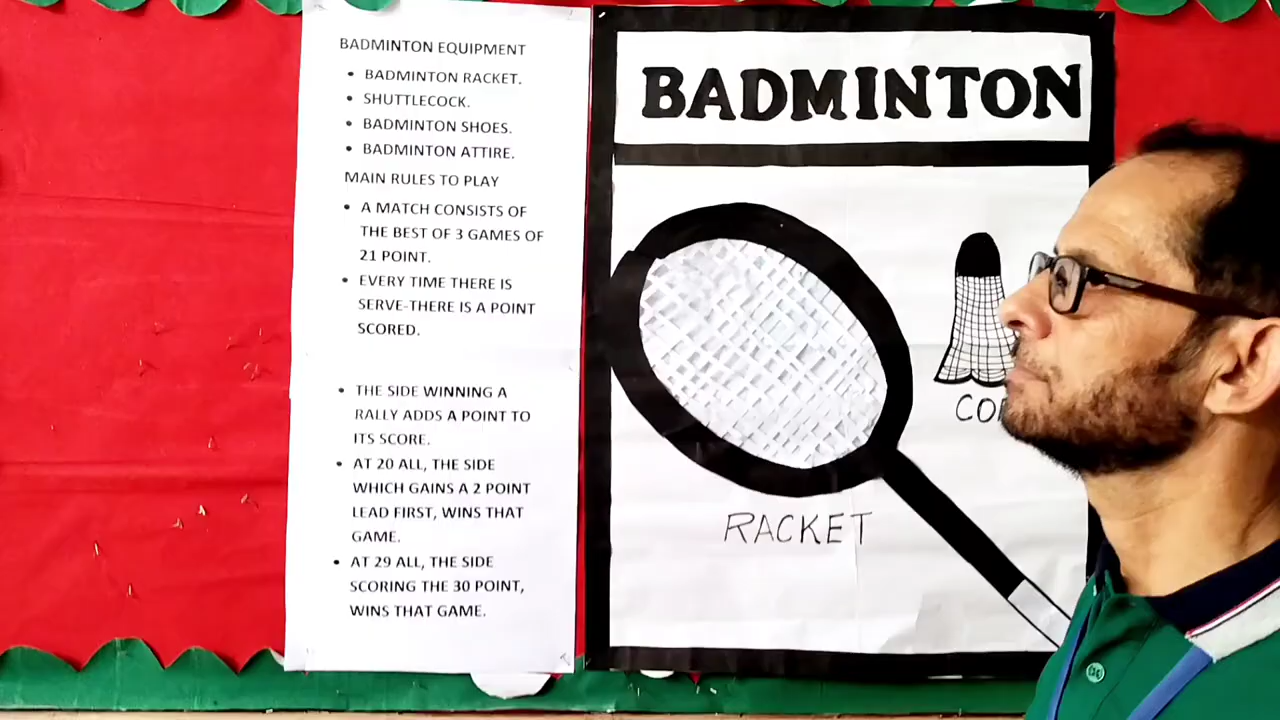 BADMINTON EQUIPMENT
• BADMINTON RACKET.
• SHUTTLECOCK.
• BADMINTON SHOES.
• BADMINTON ATTIRE.
MAIN RULES TO PLAY
• A MATCH CONSISTS OF
THE BEST OF 3 GAMES OF
21 POINT.
• EVERY TIME THERE IS
SERVE-THERE IS A POINT
SCORED.
• THE SIDE WINNING A
RALLY ADDS A POINT TO
ITS SCORE.
• AT 20 ALL, THE SIDE
WHICH GAINS A 2 POINT
LEAD FIRST, WINS THAT
GAME.
• AT 29 ALL, THE SIDE
SCORING THE 30 POINT,
WINS THAT GAME.
BADMINTON
RACKET